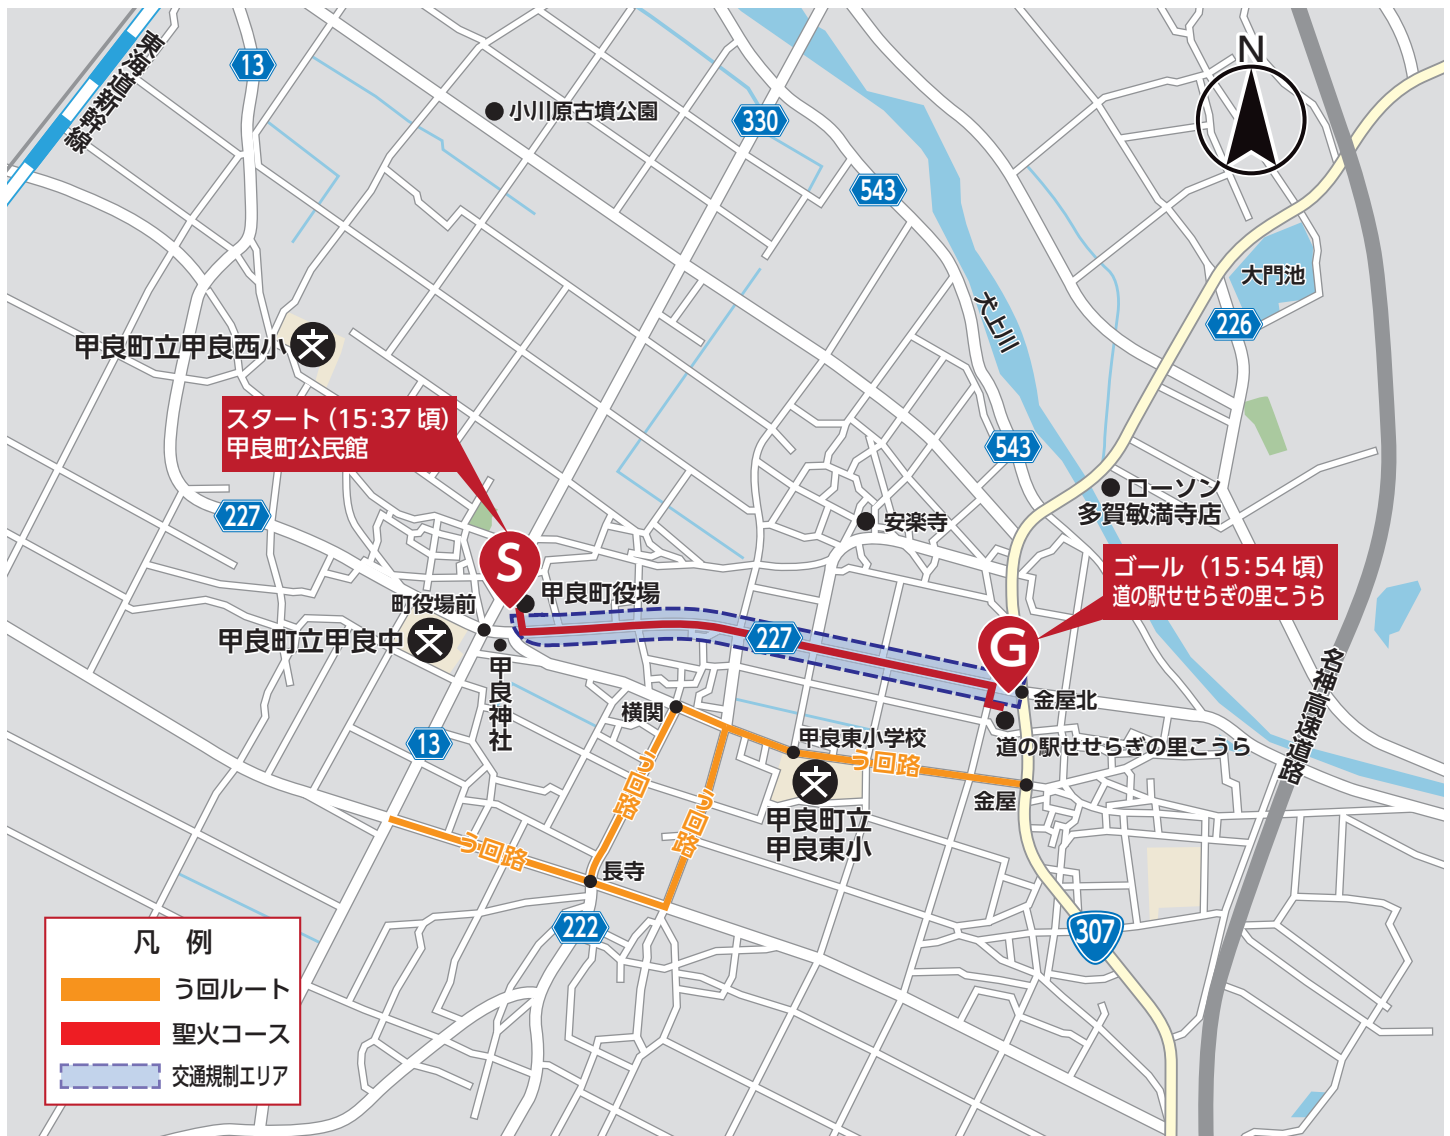 東海道新幹線
13
小川原古墳公園
330
543
N
大門池
226
犬上川
甲良町立甲良西小
文
スタート（15：37 頃）
甲良町公民館
543
ローソン
多賀敏満寺店
227
安楽寺
S
ゴール（15：54 頃）
道の駅せせらぎの里こうら
甲良町役場
町役場前
甲良町立甲良中
文
227
G
名神高速道路
甲良神社
横関
金屋北
13
甲良東小学校
道の駅せせらぎの里こうら
う回路
う回路
う回路
文
金屋
甲良町立
甲良東小
う回路
長寺
222
307
凡 例
う回ルート
聖火コース
交通規制エリア